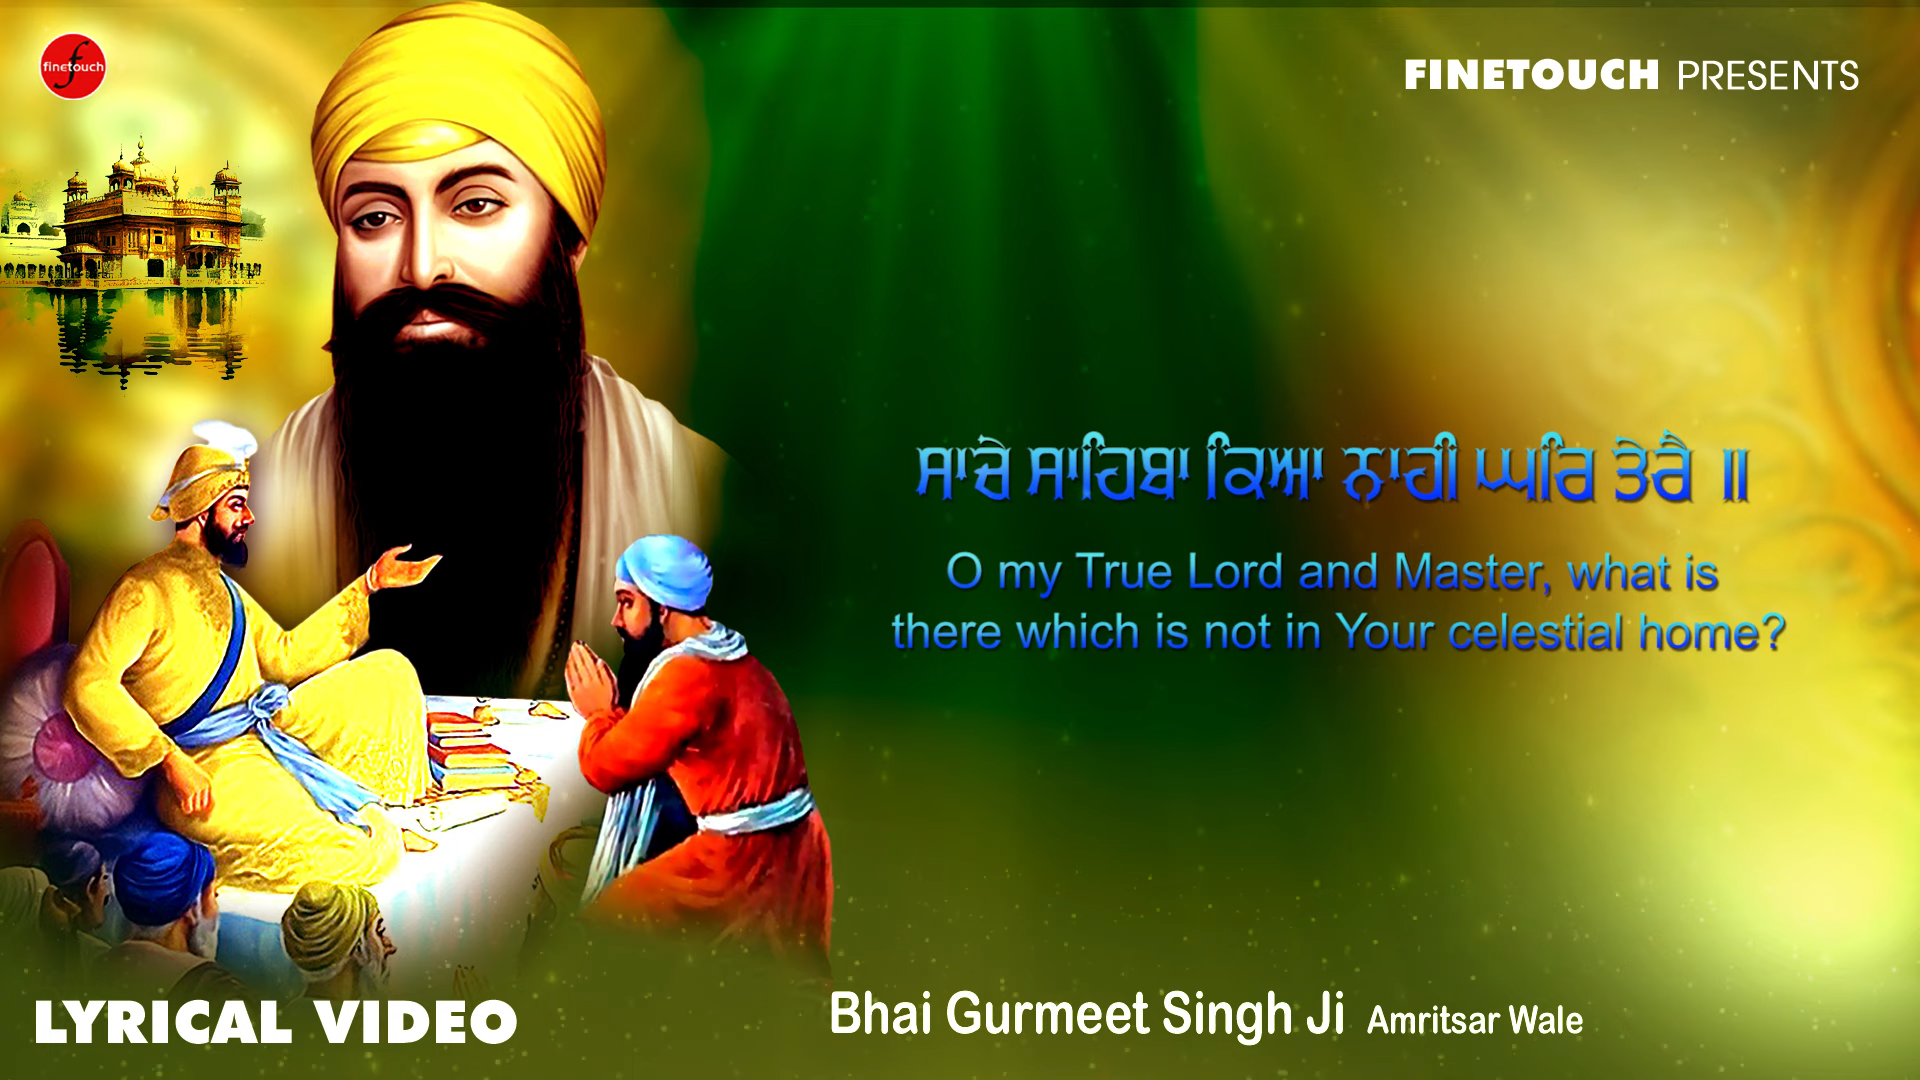 finetouch
FINETOUCH PRESENTS
ਸਾਚੇ ਸਾਹਿਬਾ ਕਿਆ ਨਾਹੀ ਘਰਿ ਤੇਰੈ ॥
O my True Lord and Master, what is
there which is not in Your celestial home?
LYRICAL VIDEO
Bhai Gurmeet Singh Ji Amritsar Wale